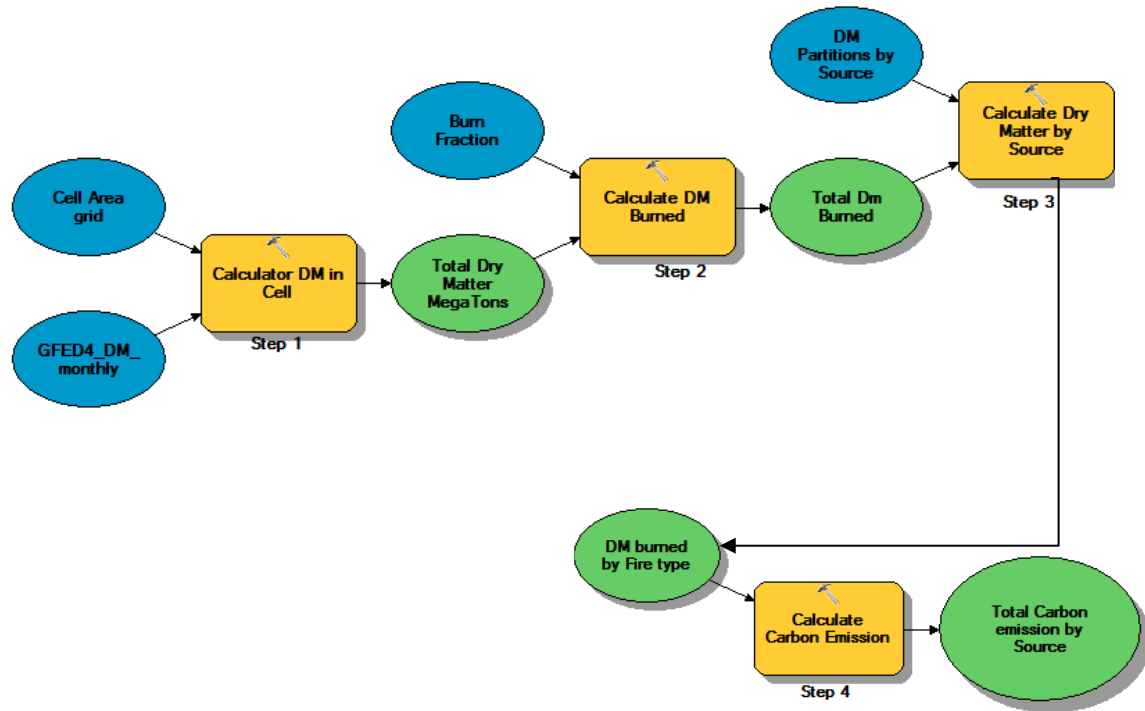 DM
Partitions by
Source
Calculate Dry
Matter by
Source
Step 3
Burn
Fraction
Calculate DM
Burned
Step 2
Total Dm
Burned
Cell Area
grid
Calculator DM in
Cell
Step 1
Total Dry
Matter
MegaTons
GFED4_DM_
monthly
DM burned
by Fire type
Calculate
Carbon Emission
Step 4
Total Carbon
emission by
Source